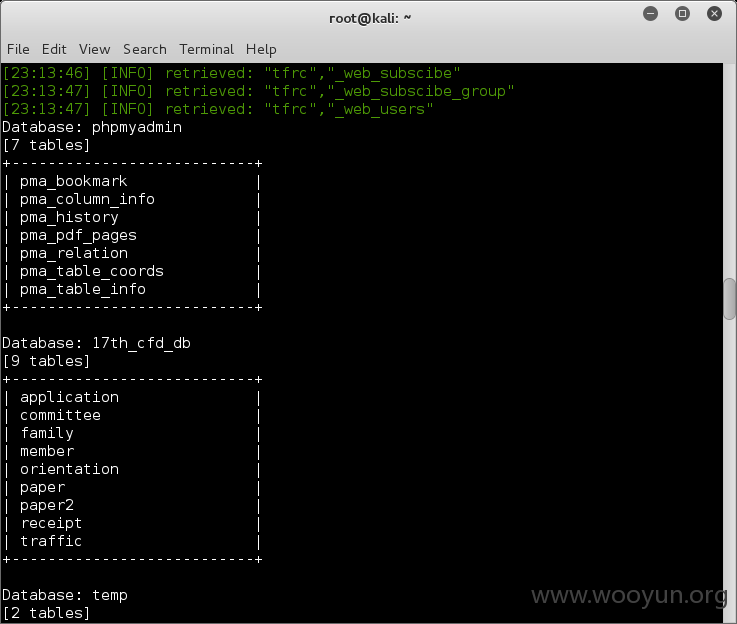 root@kali: ~
File Edit View Search Terminal Help
[23:13:46] [INFO] retrieved: "tfrc","_web_subscibe"
[23:13:47] [INFO] retrieved: "tfrc","_web_subscibe_group"
[23:13:47] [INFO] retrieved: "tfrc","_web_users"
Database: phpmyadmin
[7 tables]
+---------------------------+
| pma_bookmark              |
| pma_column_info           |
| pma_history               |
| pma_pdf_pages             |
| pma_relation              |
| pma_table_coords          |
| pma_table_info            |
+---------------------------+
Database: 17th_cfd_db
[9 tables]
+---------------------------+
| application               |
| committee                 |
| family                    |
| member                    |
| orientation               |
| paper                     |
| paper2                    |
| receipt                   |
| traffic                   |
+---------------------------+
Database: temp
[2 tables]
www.wooyun.org